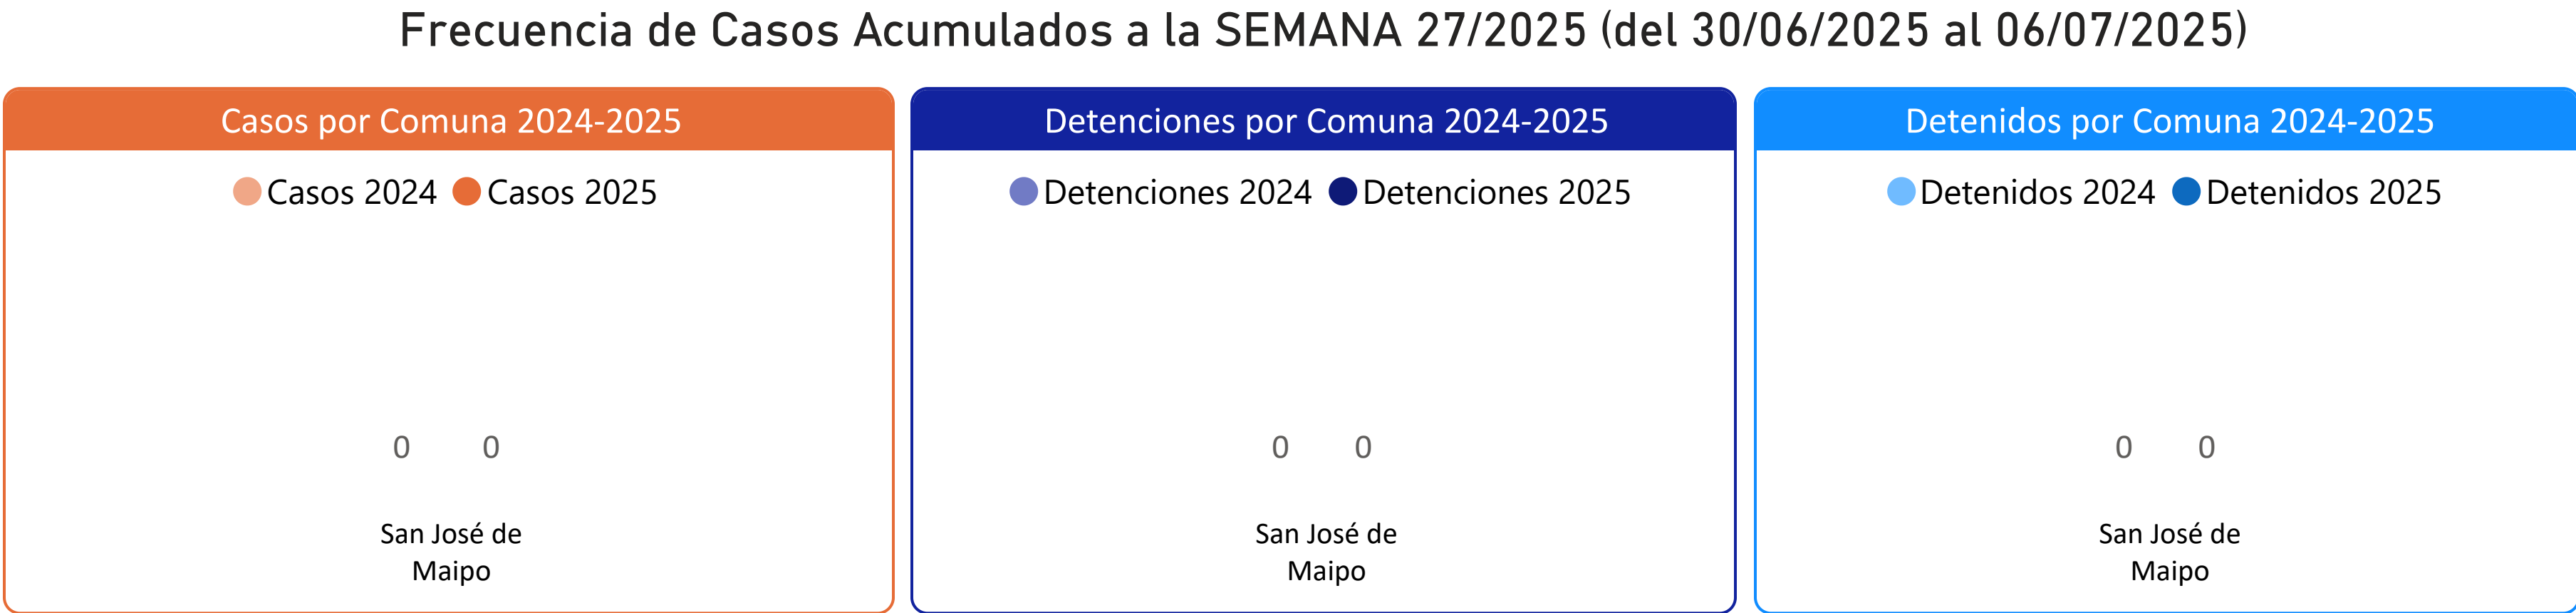 Frecuencia de Casos Acumulados a la SEMANA 27/2025 (del 30/06/2025 al 06/07/2025)
Casos por Comuna 2024-2025
Casos 2024 Casos 2025
0 0
San José de
Maipo
Detenciones por Comuna 2024-2025
Detenciones 2024 Detenciones 2025
0 0
San José de
Maipo
Detenidos por Comuna 2024-2025
Detenidos 2024 Detenidos 2025
0 0
San José de
Maipo